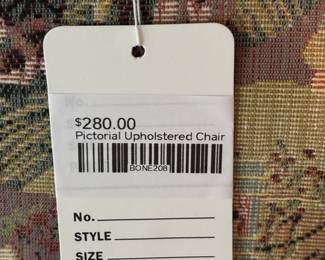 $280.00
Pictorial Upholstered Chair
BONE208
No.
STYLE
SIZE